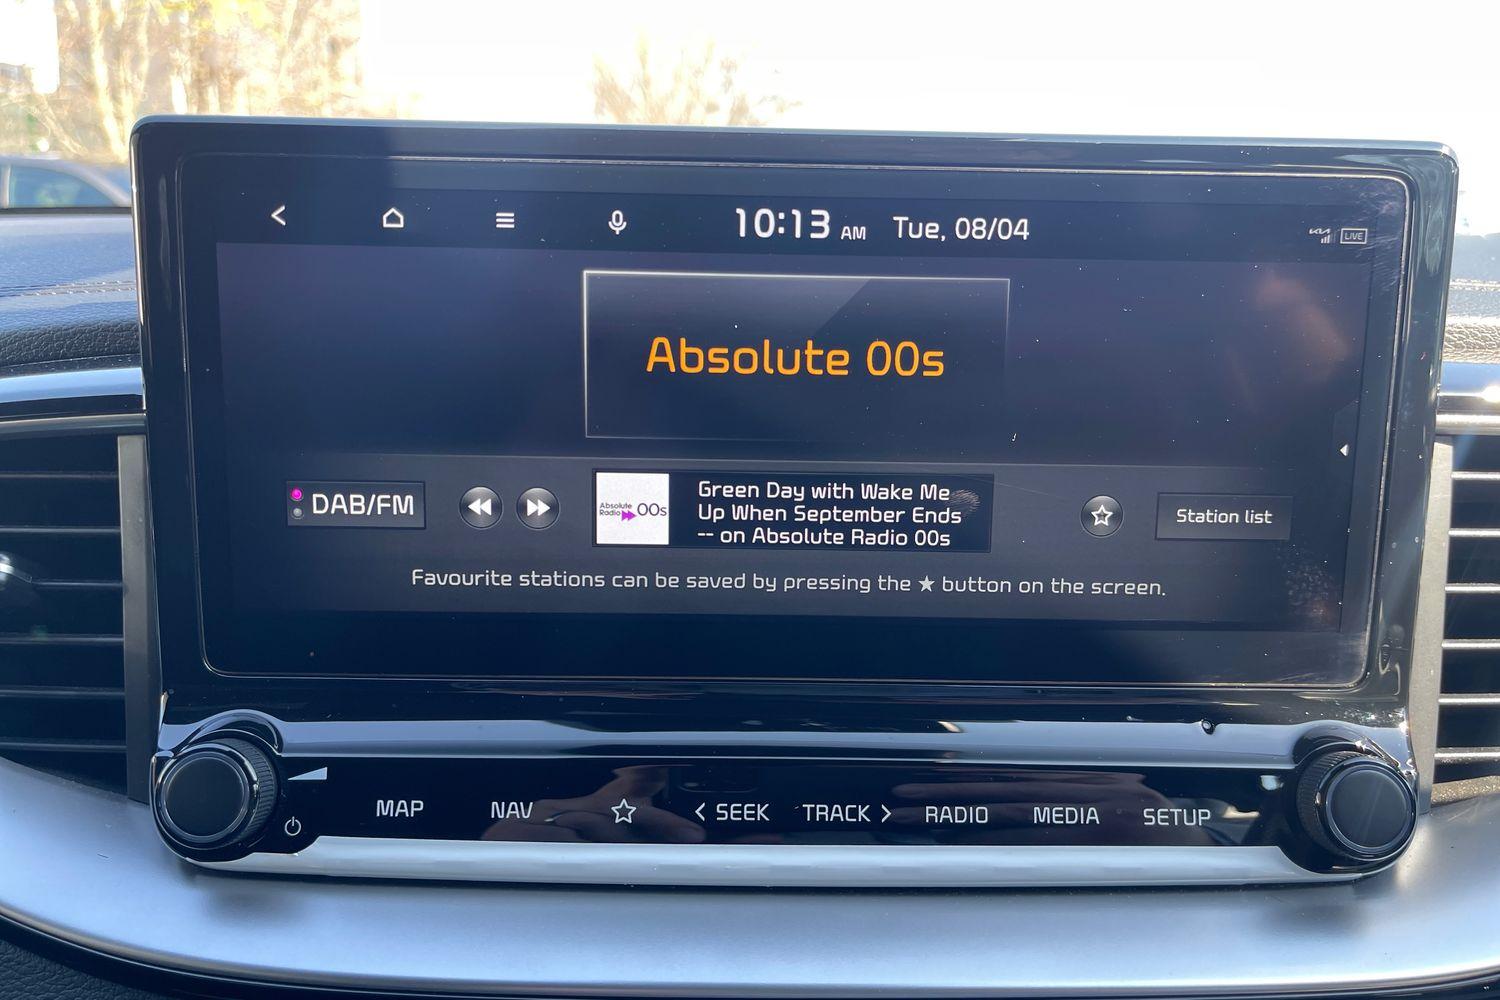 10:13 AM Tue, 08/04
KIA LIVE
Absolute 00s
DAB/FM
Absolute
Radio 00s
Green Day with Wake Me
Up When September Ends
-- on Absolute Radio 00s
Station list
Favourite stations can be saved by pressing the ★ button on the screen.
MAP NAV ☆ < SEEK TRACK > RADIO MEDIA SETUP